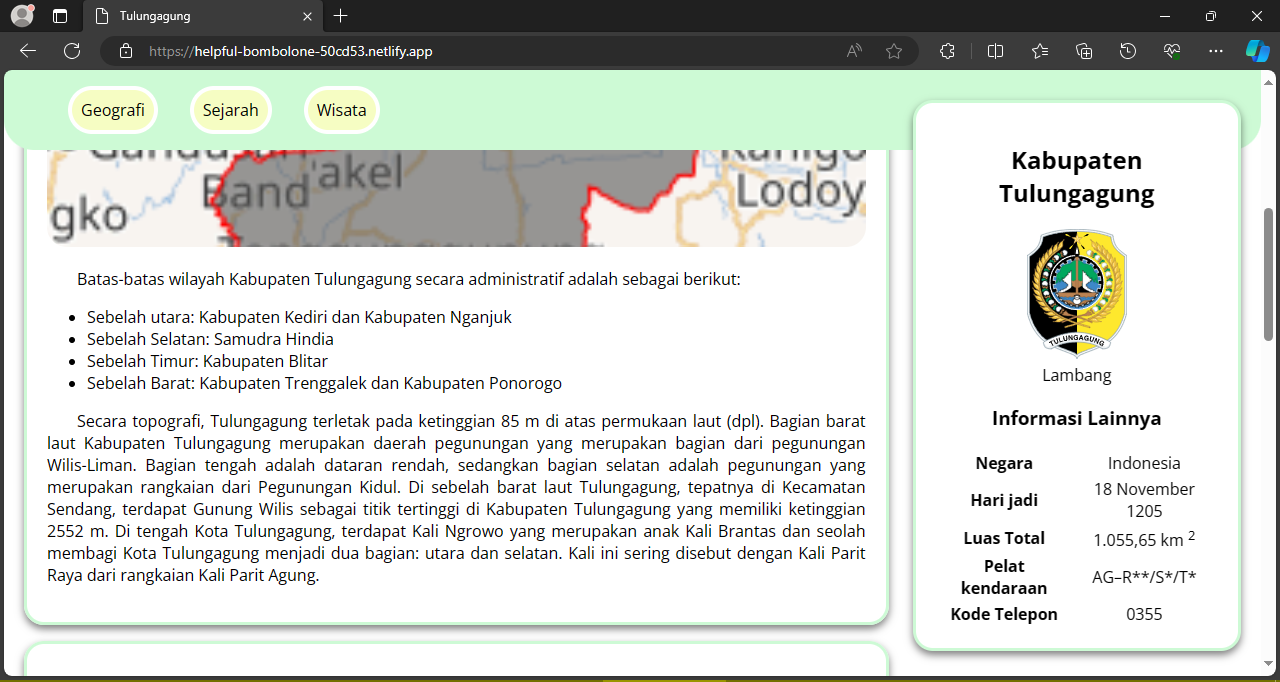 Tulungagung
https://helpful-bombolone-50cd53.netlify.app
Geografi
Sejarah
Wisata
'akel
Band
gko
Lodoy
Batas-batas wilayah Kabupaten Tulungagung secara administratif adalah sebagai berikut:
Sebelah utara: Kabupaten Kediri dan Kabupaten Nganjuk
Sebelah Selatan: Samudra Hindia
Sebelah Timur: Kabupaten Blitar
Sebelah Barat: Kabupaten Trenggalek dan Kabupaten Ponorogo
Secara topografi, Tulungagung terletak pada ketinggian 85 m di atas permukaan laut (dpl). Bagian barat
laut Kabupaten Tulungagung merupakan daerah pegunungan yang merupakan bagian dari pegunungan
Wilis-Liman. Bagian tengah adalah dataran rendah, sedangkan bagian selatan adalah pegunungan yang
merupakan rangkaian dari Pegunungan Kidul. Di sebelah barat laut Tulungagung, tepatnya di Kecamatan
Sendang, terdapat Gunung Wilis sebagai titik tertinggi di Kabupaten Tulungagung yang memiliki ketinggian
2552 m. Di tengah Kota Tulungagung, terdapat Kali Ngrowo yang merupakan anak Kali Brantas dan seolah
membagi Kota Tulungagung menjadi dua bagian: utara dan selatan. Kali ini sering disebut dengan Kali Parit
Raya dari rangkaian Kali Parit Agung.
Kabupaten
Tulungagung
TULUNGAGUNG
Lambang
Informasi Lainnya
Negara Indonesia
Hari jadi 18 November
1205
Luas Total 1.055,65 km ²
Pelat
kendaraan AG–R**/S*/T*
Kode Telepon 0355